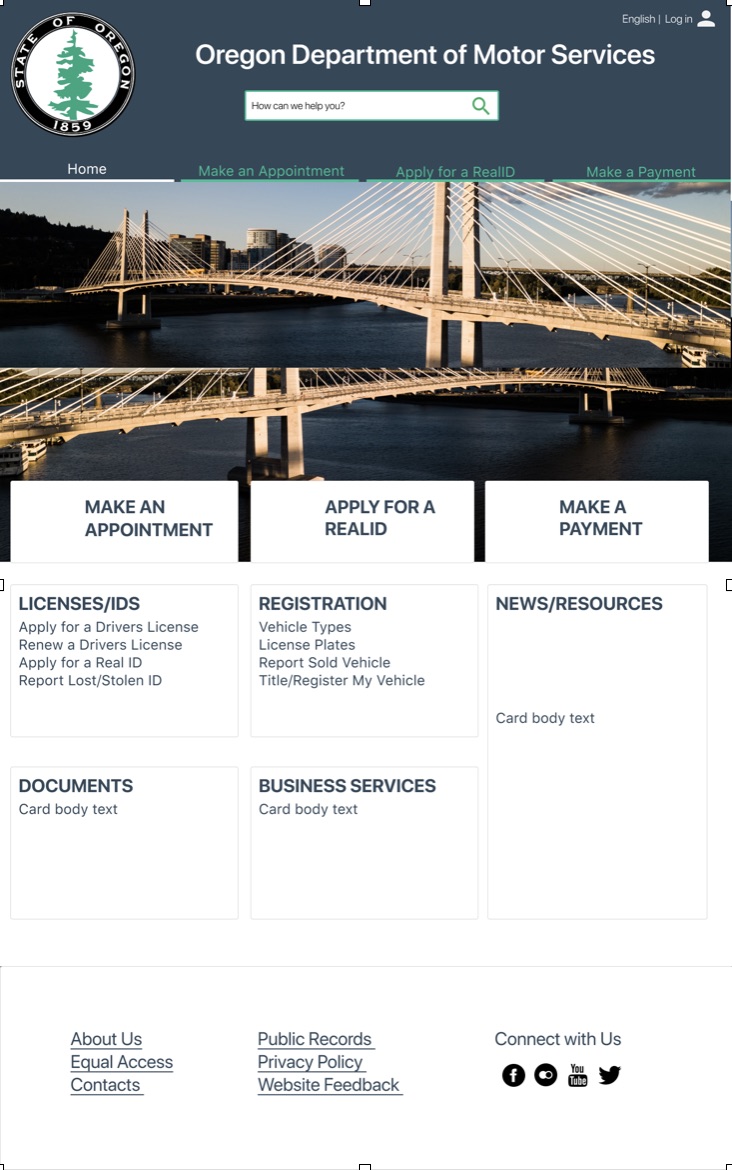 STATE OF OREGON
1859
English | Log in
Oregon Department of Motor Services
How can we help you?
Home
Make an Appointment
Apply for a RealID
Make a Payment
MAKE AN
APPOINTMENT
APPLY FOR A
REALID
MAKE A
PAYMENT
LICENSES/IDS
Apply for a Drivers License
Renew a Drivers License
Apply for a Real ID
Report Lost/Stolen ID
REGISTRATION
Vehicle Types
License Plates
Report Sold Vehicle
Title/Register My Vehicle
NEWS/RESOURCES
Card body text
DOCUMENTS
Card body text
BUSINESS SERVICES
Card body text
About Us
Equal Access
Contacts
Public Records
Privacy Policy
Website Feedback
Connect with Us
You
Tube